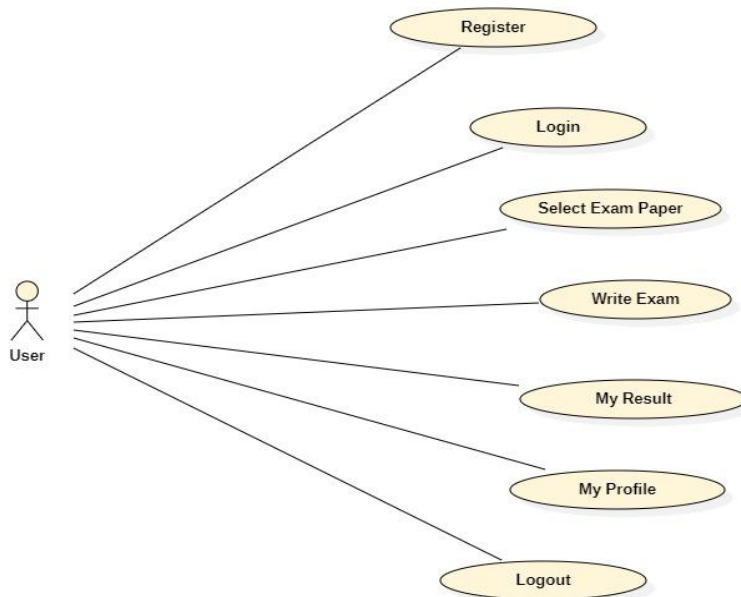 Register
Login
Select Exam Paper
Write Exam
User
My Result
My Profile
Logout